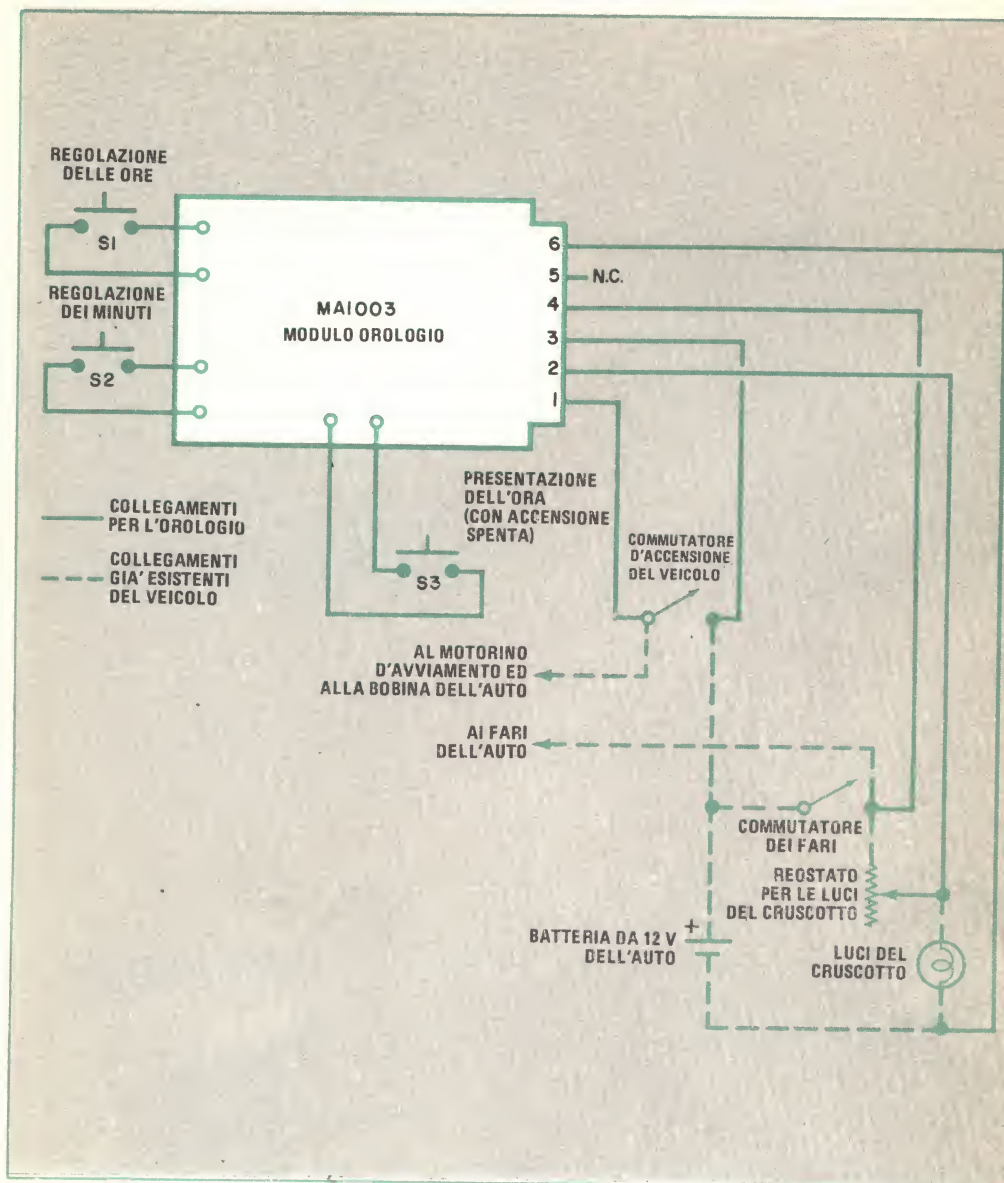 REGOLAZIONE
DELLE ORE
S1
REGOLAZIONE
DEI MINUTI
S2
MA1003
MODULO OROLOGIO
6
5
N.C.
4
3
2
1
COLLEGAMENTI
PER L'OROLOGIO
COLLEGAMENTI
GIA' ESISTENTI
DEL VEICOLO
PRESENTAZIONE
DELL'ORA
(CON ACCENSIONE
SPENTA)
S3
COMMUTATORE
D'ACCENSIONE
DEL VEICOLO
AL MOTORINO
D'AVVIAMENTO ED
ALLA BOBINA DELL'AUTO
AI FARI
DELL'AUTO
COMMUTATORE
DEI FARI
REOSTATO
PER LE LUCI
DEL CRUSCOTTO
BATTERIA DA 12 V
DELL'AUTO
+
LUCI DEL
CRUSCOTTO